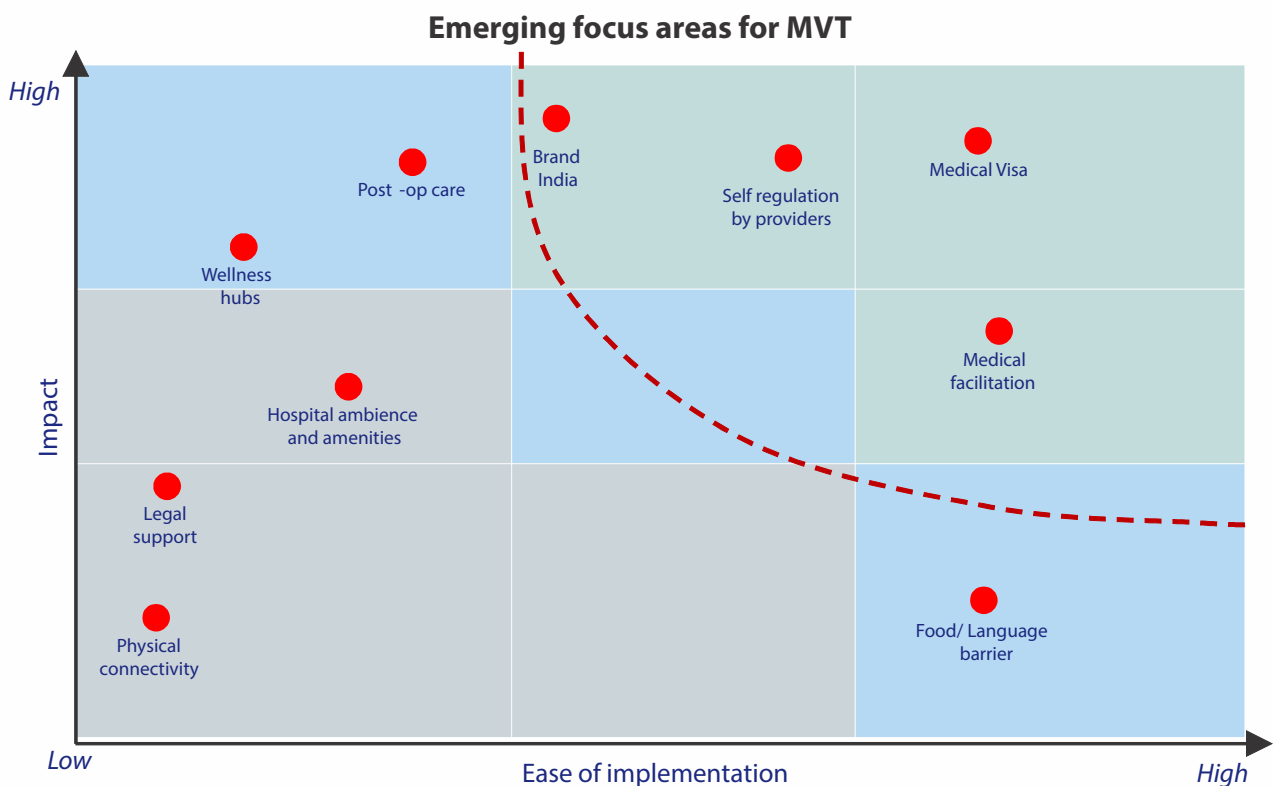 Emerging focus areas for MVT
High
Brand
India
Post -op care
Medical Visa
Self regulation
by providers
Wellness
hubs
Medical
facilitation
Hospital ambience
and amenities
Impact
Legal
support
Food/ Language
barrier
Physical
connectivity
Low
Ease of implementation
High